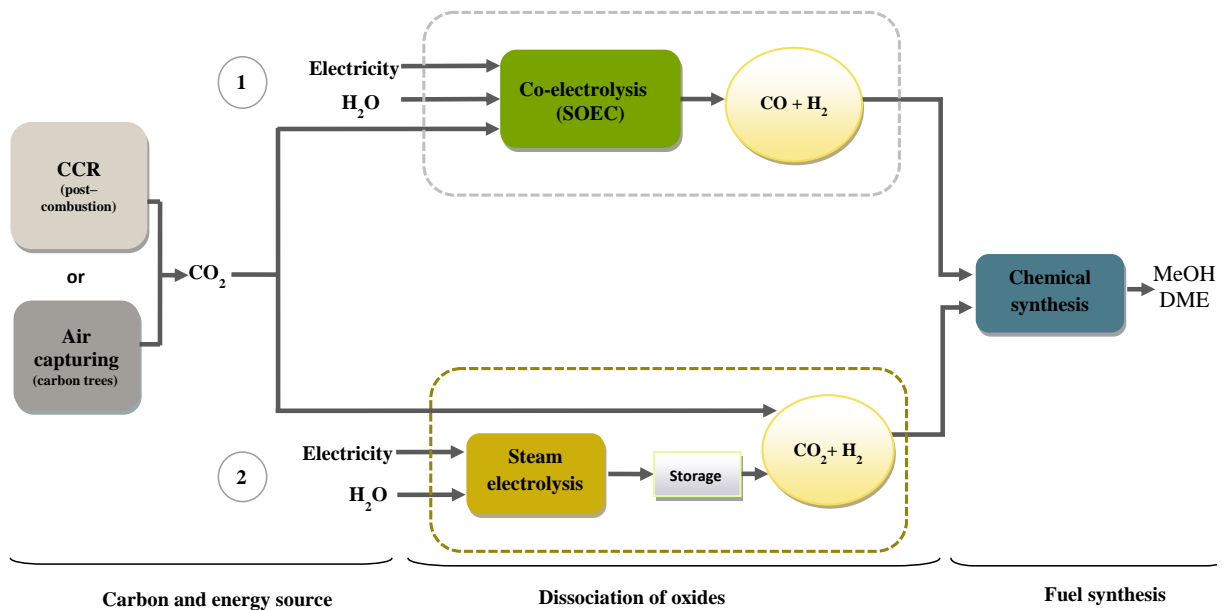 1
Electricity
H₂O
Co-electrolysis
(SOEC)
CO + H₂
CCR
(post–
combustion)
or
Air
capturing
(carbon trees)
CO₂
Chemical
synthesis
MeOH
DME
2
Electricity
H₂O
Steam
electrolysis
Storage
CO₂+ H₂
Carbon and energy source
Dissociation of oxides
Fuel synthesis